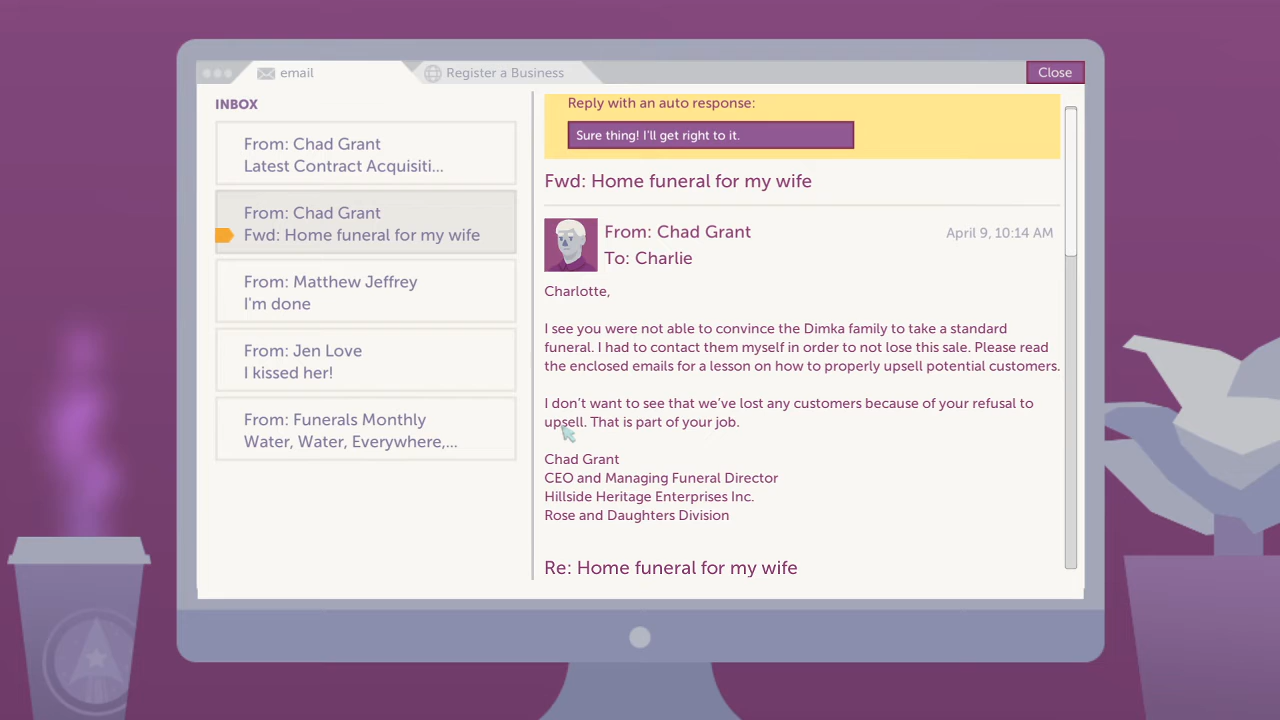 email
Register a Business
Close
INBOX
From: Chad Grant
Latest Contract Acquisiti...
From: Chad Grant
Fwd: Home funeral for my wife
From: Matthew Jeffrey
I'm done
From: Jen Love
I kissed her!
From: Funerals Monthly
Water, Water, Everywhere,...
Reply with an auto response:
Sure thing! I'll get right to it.
Fwd: Home funeral for my wife
From: Chad Grant
April 9, 10:14 AM
To: Charlie
Charlotte,
I see you were not able to convince the Dimka family to take a standard
funeral. I had to contact them myself in order to not lose this sale. Please read
the enclosed emails for a lesson on how to properly upsell potential customers.
I don't want to see that we've lost any customers because of your refusal to
upsell. That is part of your job.
Chad Grant
CEO and Managing Funeral Director
Hillside Heritage Enterprises Inc.
Rose and Daughters Division
Re: Home funeral for my wife